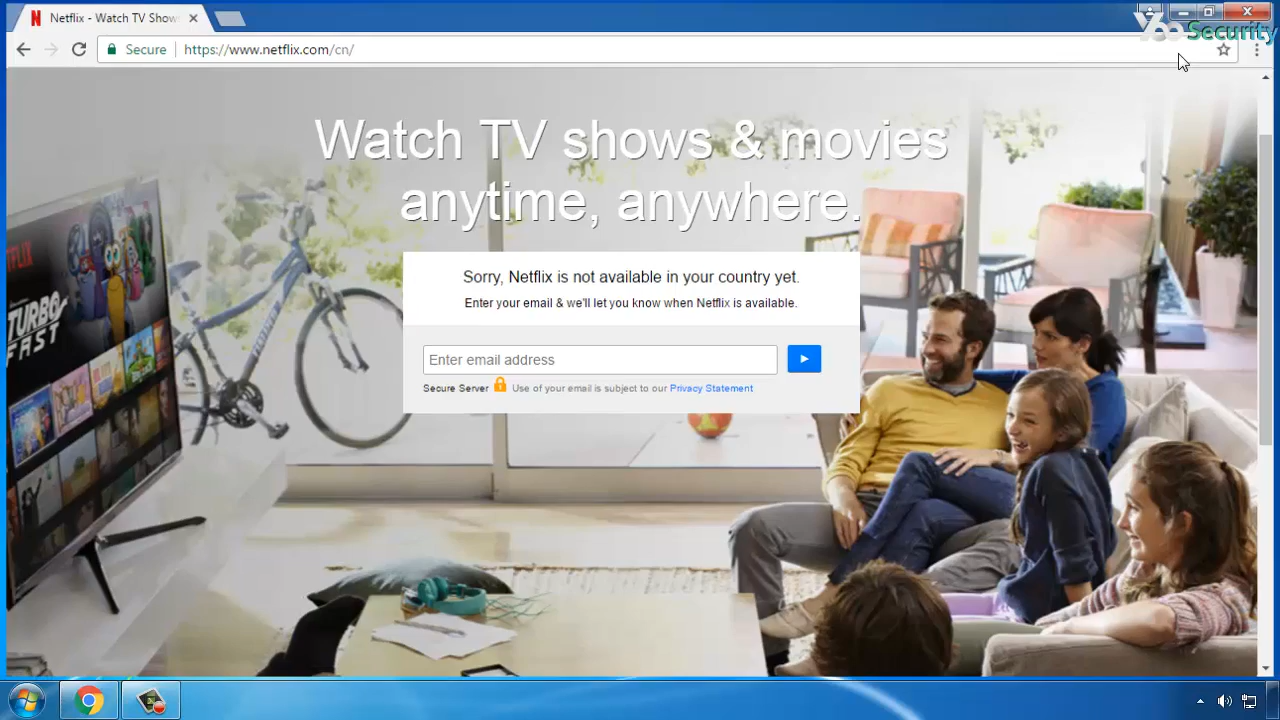 Netflix - Watch TV Show
Y60 Security
Secure
https://www.netflix.com/cn/
Watch TV shows & movies
anytime, anywhere.
Sorry, Netflix is not available in your country yet.
Enter your email & we'll let you know when Netflix is available.
Enter email address
Secure Server
Use of your email is subject to our Privacy Statement
TURBO
FAST